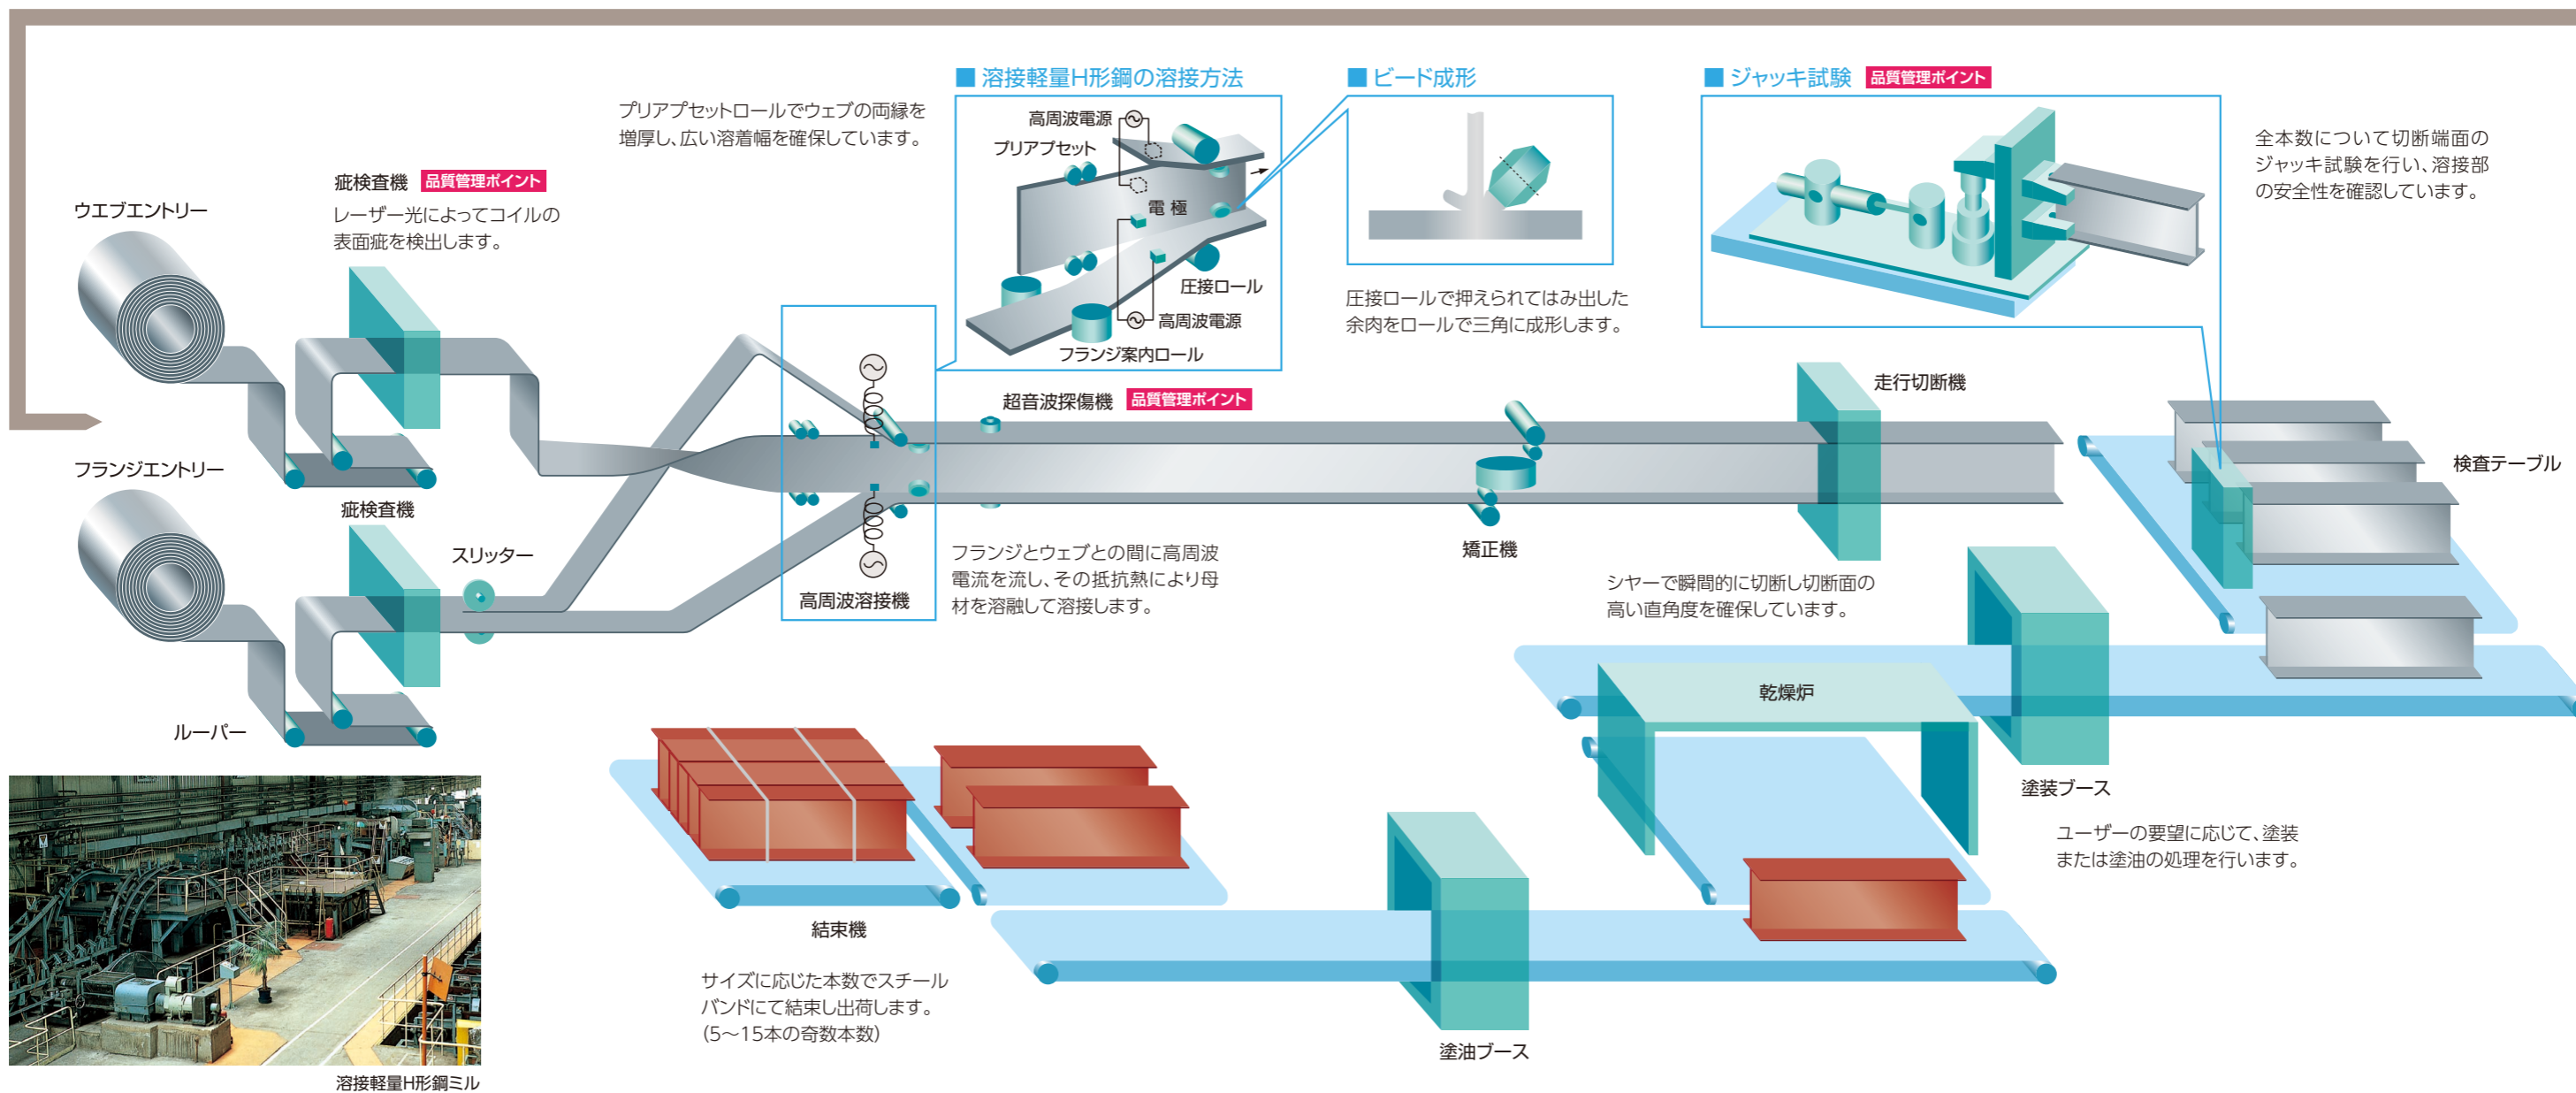 ■ 溶接軽量H形鋼の溶接方法
■ ビード成形
■ ジャッキ試験 品質管理ポイント
プリアプセットロールでウェブの両縁を
増厚し、広い溶着幅を確保しています。
高周波電源
プリアプセット
電 極
圧接ロール
高周波電源
フランジ案内ロール
圧接ロールで押えられてはみ出した
余肉をロールで三角に成形します。
全本数について切断端面の
ジャッキ試験を行い、溶接部
の安全性を確認しています。
疵検査機 品質管理ポイント
レーザー光によってコイルの
表面疵を検出します。
ウエブエントリー
フランジエントリー
疵検査機
スリッター
ルーパー
高周波溶接機
超音波探傷機 品質管理ポイント
フランジとウェブとの間に高周波
電流を流し、その抵抗熱により母
材を溶融して溶接します。
矯正機
走行切断機
シヤーで瞬間的に切断し切断面の
高い直角度を確保しています。
検査テーブル
乾燥炉
塗装ブース
ユーザーの要望に応じて、塗装
または塗油の処理を行います。
結束機
サイズに応じた本数でスチール
バンドにて結束し出荷します。
(5〜15本の奇数本数)
塗油ブース
溶接軽量H形鋼ミル